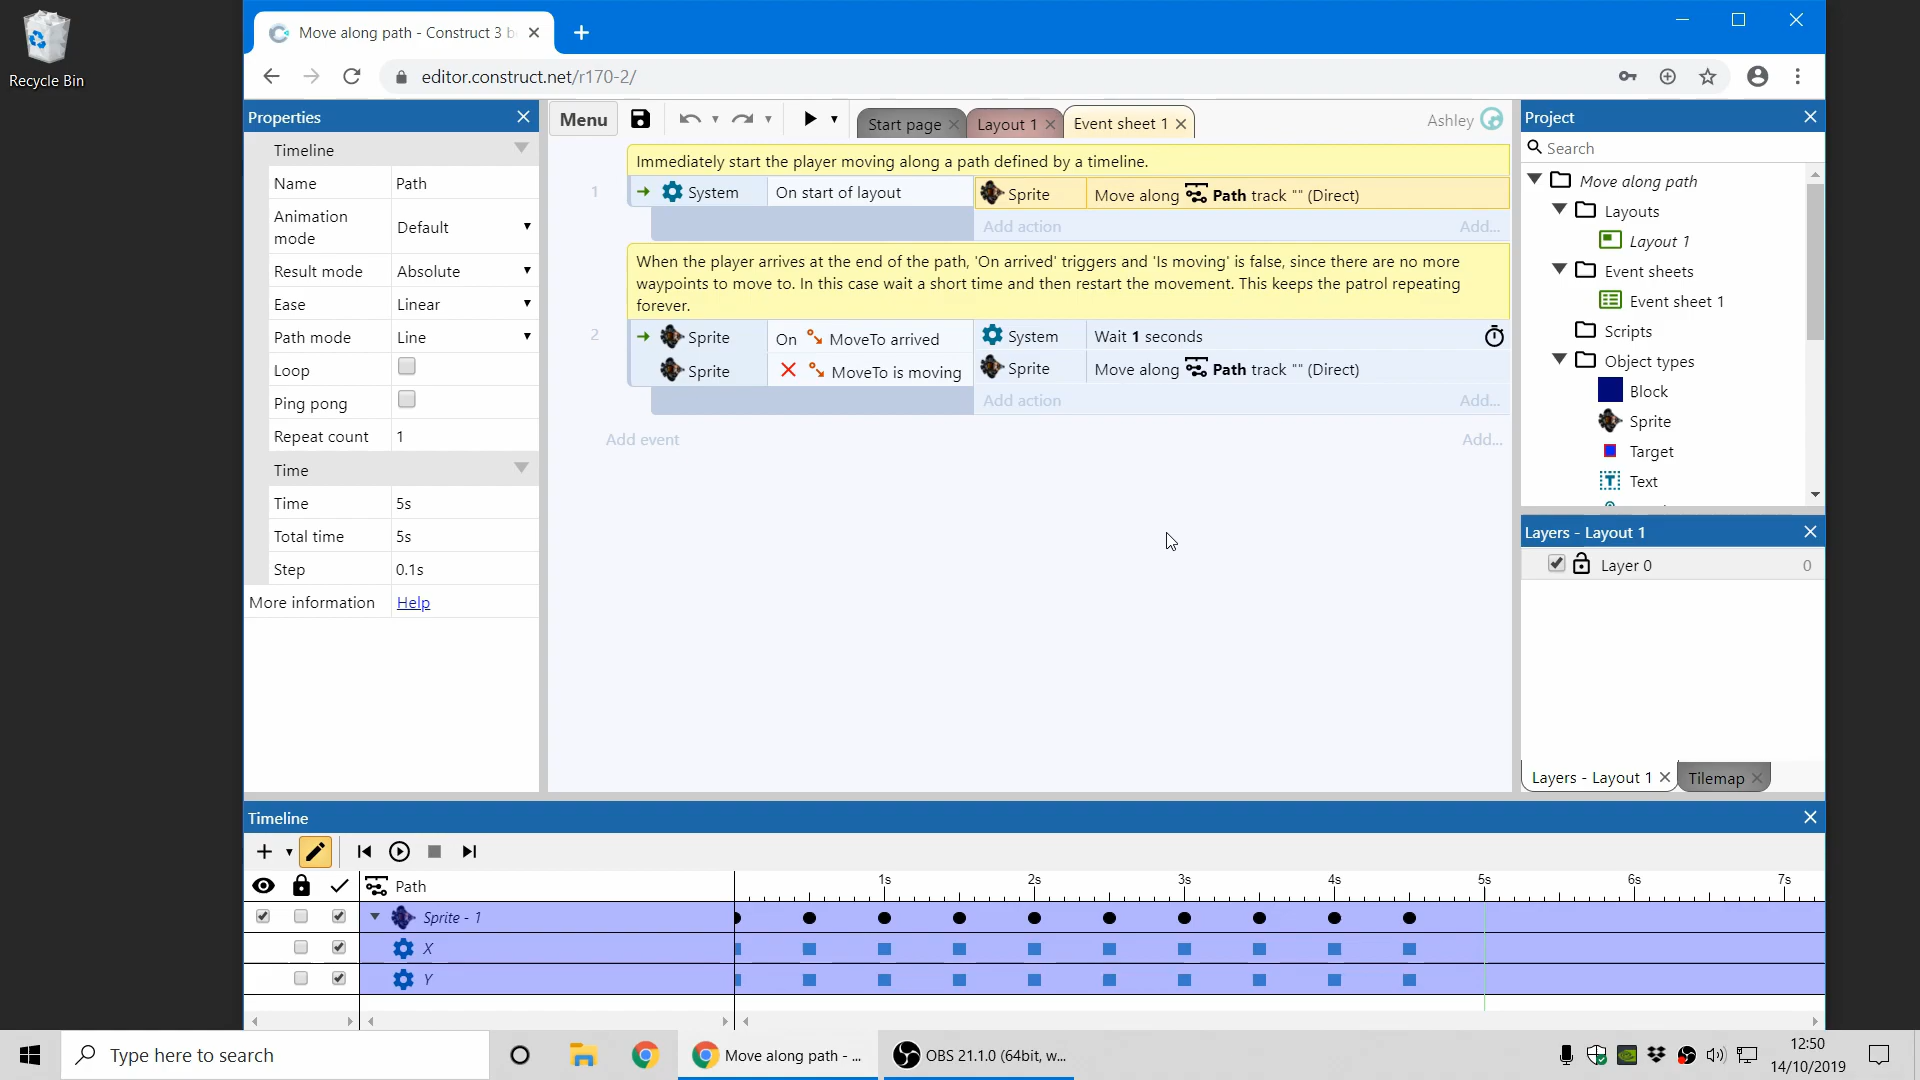 Recycle Bin
Move along path - Construct 3 b
editor.construct.net/r170-2/
Properties
Timeline
Name Path
Animation mode Default
Result mode Absolute
Ease Linear
Path mode Line
Loop
Ping pong
Repeat count 1
Time
Time 5s
Total time 5s
Step 0.1s
More information Help
Menu
Start page
Layout 1
Event sheet 1
Ashley
Immediately start the player moving along a path defined by a timeline.
1 System On start of layout Sprite Move along Path track "" (Direct)
Add action Add...
When the player arrives at the end of the path, 'On arrived' triggers and 'Is moving' is false, since there are no more
waypoints to move to. In this case wait a short time and then restart the movement. This keeps the patrol repeating
forever.
2 Sprite On MoveTo arrived System Wait 1 seconds
Sprite MoveTo is moving Sprite Move along Path track "" (Direct)
Add action Add...
Add event Add...
Project
Search
Move along path
Layouts
Layout 1
Event sheets
Event sheet 1
Scripts
Object types
Block
Sprite
Target
Text
Layers - Layout 1
Layer 0 0
Layers - Layout 1 Tilemap
Timeline
Path 1s 2s 3s 4s 5s 6s 7s
Sprite - 1
X
Y
Type here to search
Move along path - ...
OBS 21.1.0 (64bit, w...
12:50
14/10/2019